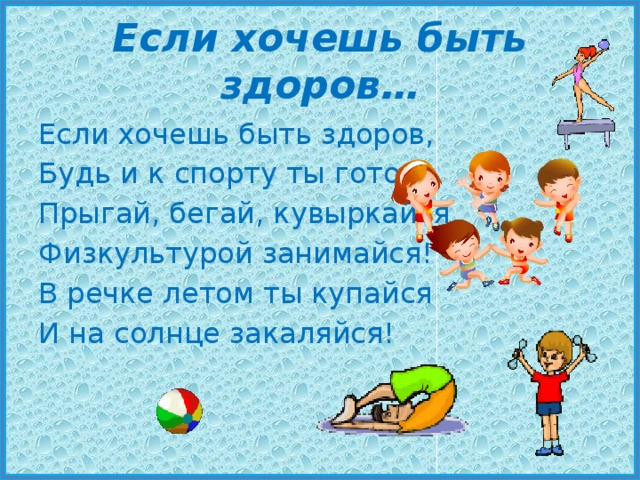 Если хочешь быть
здоров…
Если хочешь быть здоров,
Будь и к спорту ты
Прыгай, бегай, кувыркайся
Физкультурой занимайся!
В речке летом ты купайся
И на солнце закаляйся!